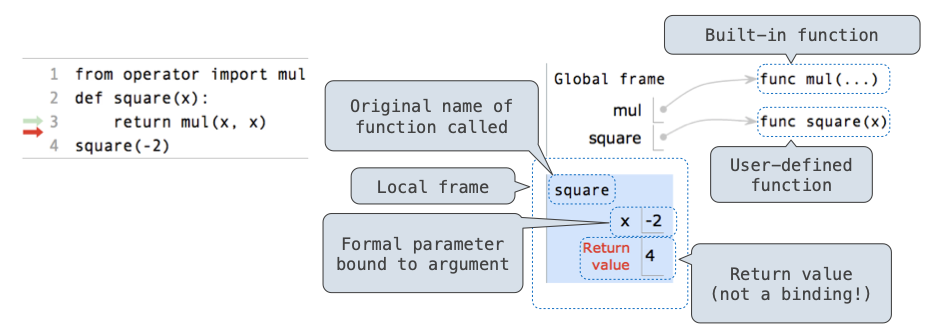 1 from operator import mul
2 def square(x):
3     return mul(x, x)
4 square(-2)
Built-in function
Global frame
func mul(...)
mul
square
func square(x)
User-defined
function
Original name of
function called
Local frame
square
x -2
Formal parameter
bound to argument
Return
value
4
Return value
(not a binding!)